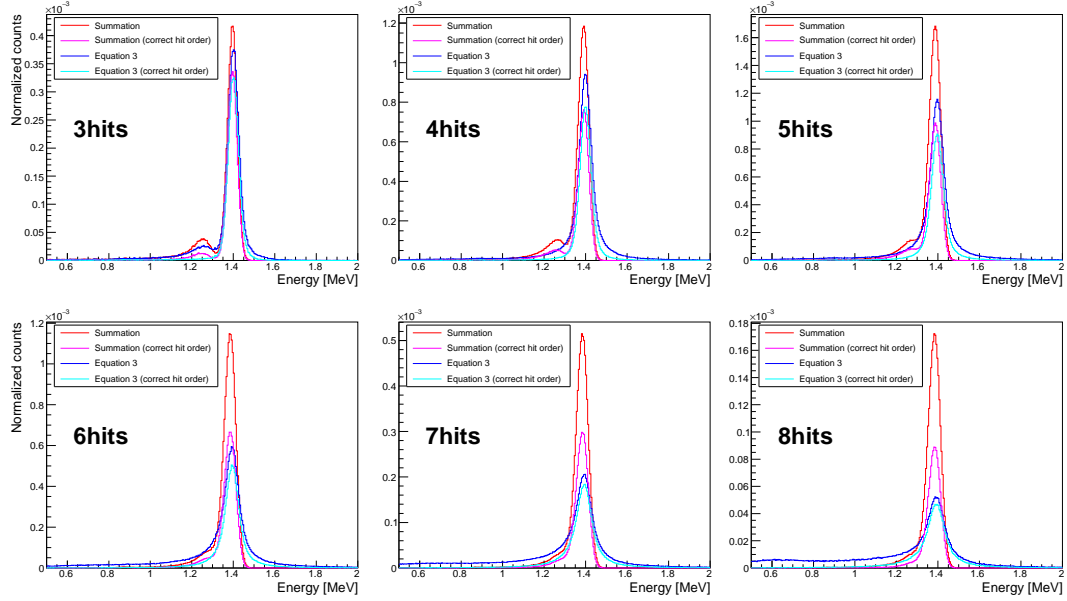 ×10⁻³
Normalized counts
0.4
0.35
0.3
0.25
0.2
0.15
0.1
0.05
0
Summation
Summation (correct hit order)
Equation 3
Equation 3 (correct hit order)
3hits
0.6 0.8 1 1.2 1.4 1.6 1.8 2
Energy [MeV]
×10⁻³
1.2
1
0.8
0.6
0.4
0.2
0
Summation
Summation (correct hit order)
Equation 3
Equation 3 (correct hit order)
4hits
0.6 0.8 1 1.2 1.4 1.6 1.8 2
Energy [MeV]
×10⁻³
1.6
1.4
1.2
1
0.8
0.6
0.4
0.2
0
Summation
Summation (correct hit order)
Equation 3
Equation 3 (correct hit order)
5hits
0.6 0.8 1 1.2 1.4 1.6 1.8 2
Energy [MeV]
×10⁻³
Normalized counts
1.2
1
0.8
0.6
0.4
0.2
0
Summation
Summation (correct hit order)
Equation 3
Equation 3 (correct hit order)
6hits
0.6 0.8 1 1.2 1.4 1.6 1.8 2
Energy [MeV]
×10⁻³
0.5
0.4
0.3
0.2
0.1
0
Summation
Summation (correct hit order)
Equation 3
Equation 3 (correct hit order)
7hits
0.6 0.8 1 1.2 1.4 1.6 1.8 2
Energy [MeV]
×10⁻³
0.18
0.16
0.14
0.12
0.1
0.08
0.06
0.04
0.02
0
Summation
Summation (correct hit order)
Equation 3
Equation 3 (correct hit order)
8hits
0.6 0.8 1 1.2 1.4 1.6 1.8 2
Energy [MeV]